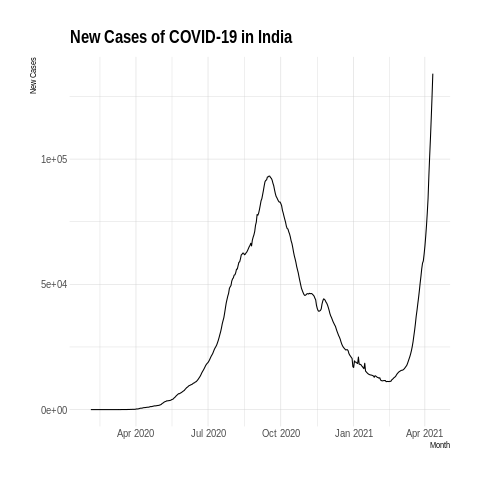 New Cases of COVID-19 in India
New Cases
1e+05
5e+04
0e+00
Apr 2020 Jul 2020 Oct 2020 Jan 2021 Apr 2021
Month